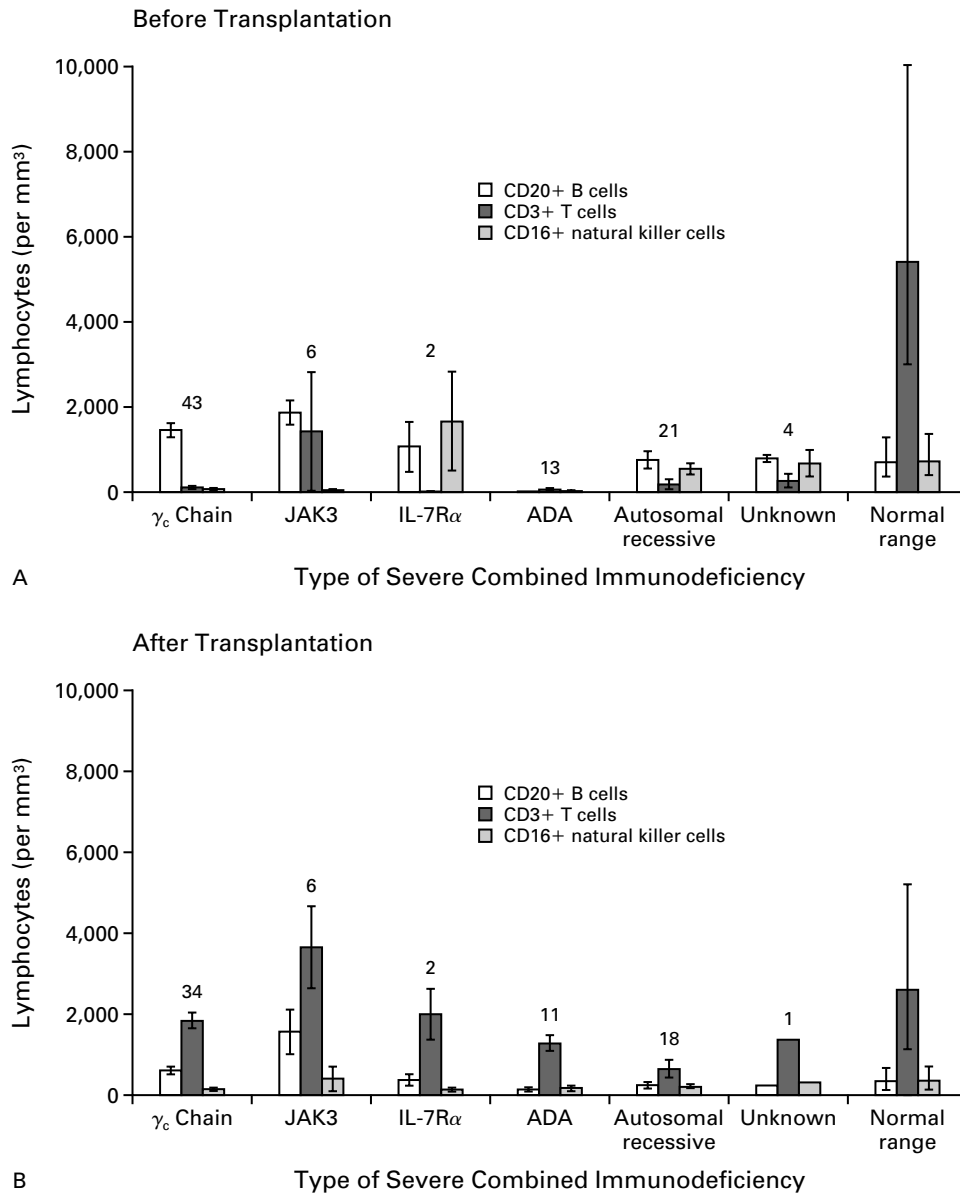 Before Transplantation
10,000
8,000
6,000
4,000
2,000
0
Lymphocytes (per mm³)
CD20+ B cells
CD3+ T cells
CD16+ natural killer cells
43
6
2
13
21
4
γc Chain
JAK3
IL-7Rα
ADA
Autosomal
recessive
Unknown
Normal
range
A
Type of Severe Combined Immunodeficiency
After Transplantation
10,000
8,000
6,000
4,000
2,000
0
Lymphocytes (per mm³)
CD20+ B cells
CD3+ T cells
CD16+ natural killer cells
34
6
2
11
18
1
γc Chain
JAK3
IL-7Rα
ADA
Autosomal
recessive
Unknown
Normal
range
B
Type of Severe Combined Immunodeficiency